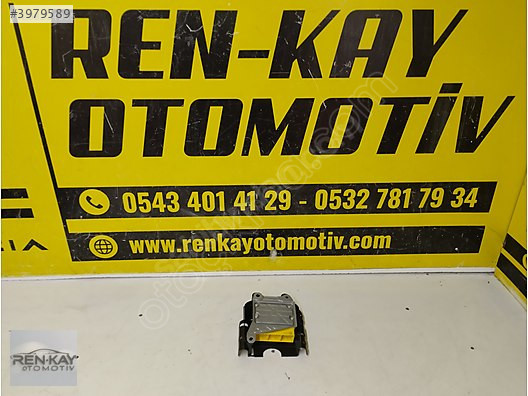 #3979589
REN-KAY
OTOMOTİV
0543 401 41 29 - 0532 781 79 34
www.renkayotomotiv.com
REN-KAY
OTOMOTİV